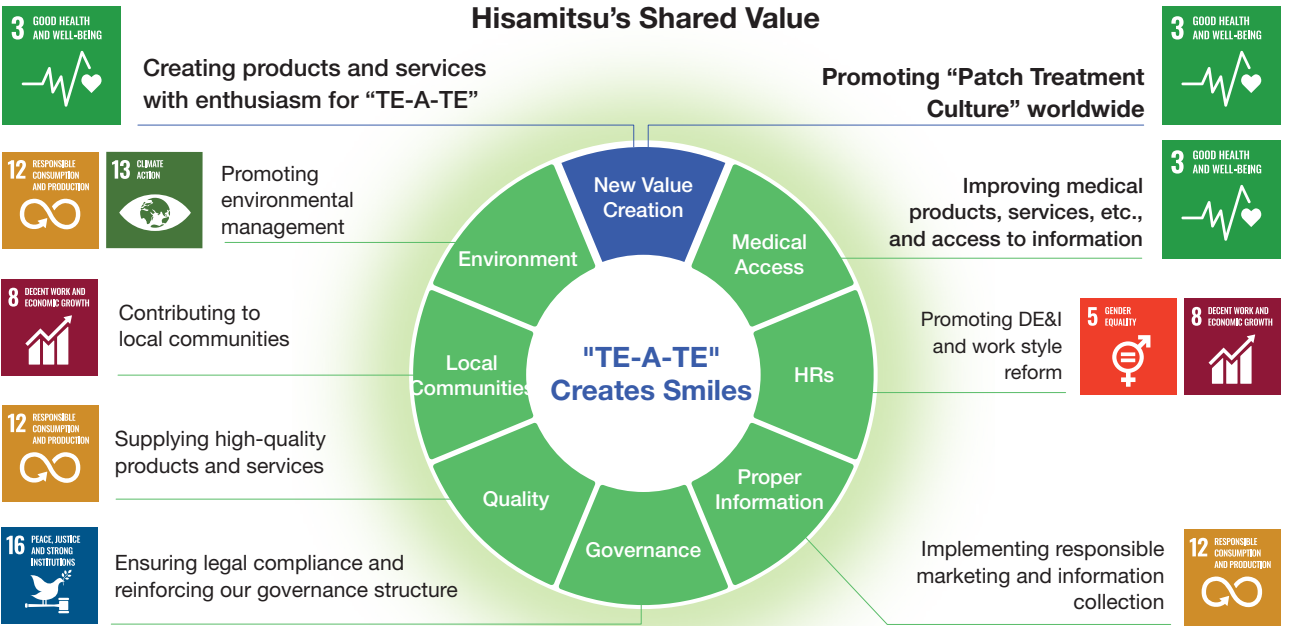 Hisamitsu's Shared Value
3 GOOD HEALTH
AND WELL-BEING
Creating products and services
with enthusiasm for “TE-A-TE”
Promoting “Patch Treatment
Culture” worldwide
3 GOOD HEALTH
AND WELL-BEING
12 RESPONSIBLE
CONSUMPTION
AND PRODUCTION
13 CLIMATE
ACTION
Promoting
environmental
management
Improving medical
products, services, etc.,
and access to information
3 GOOD HEALTH
AND WELL-BEING
8 DECENT WORK AND
ECONOMIC GROWTH
Contributing to
local communities
Promoting DE&I
and work style
reform
5 GENDER
EQUALITY
8 DECENT WORK AND
ECONOMIC GROWTH
12 RESPONSIBLE
CONSUMPTION
AND PRODUCTION
Supplying high-quality
products and services
16 PEACE, JUSTICE
AND STRONG
INSTITUTIONS
Ensuring legal compliance and
reinforcing our governance structure
Implementing responsible
marketing and information
collection
12 RESPONSIBLE
CONSUMPTION
AND PRODUCTION
New Value
Creation
Medical
Access
HRs
Proper
Information
Governance
Quality
Local
Communities
Environment
"TE-A-TE"
Creates Smiles